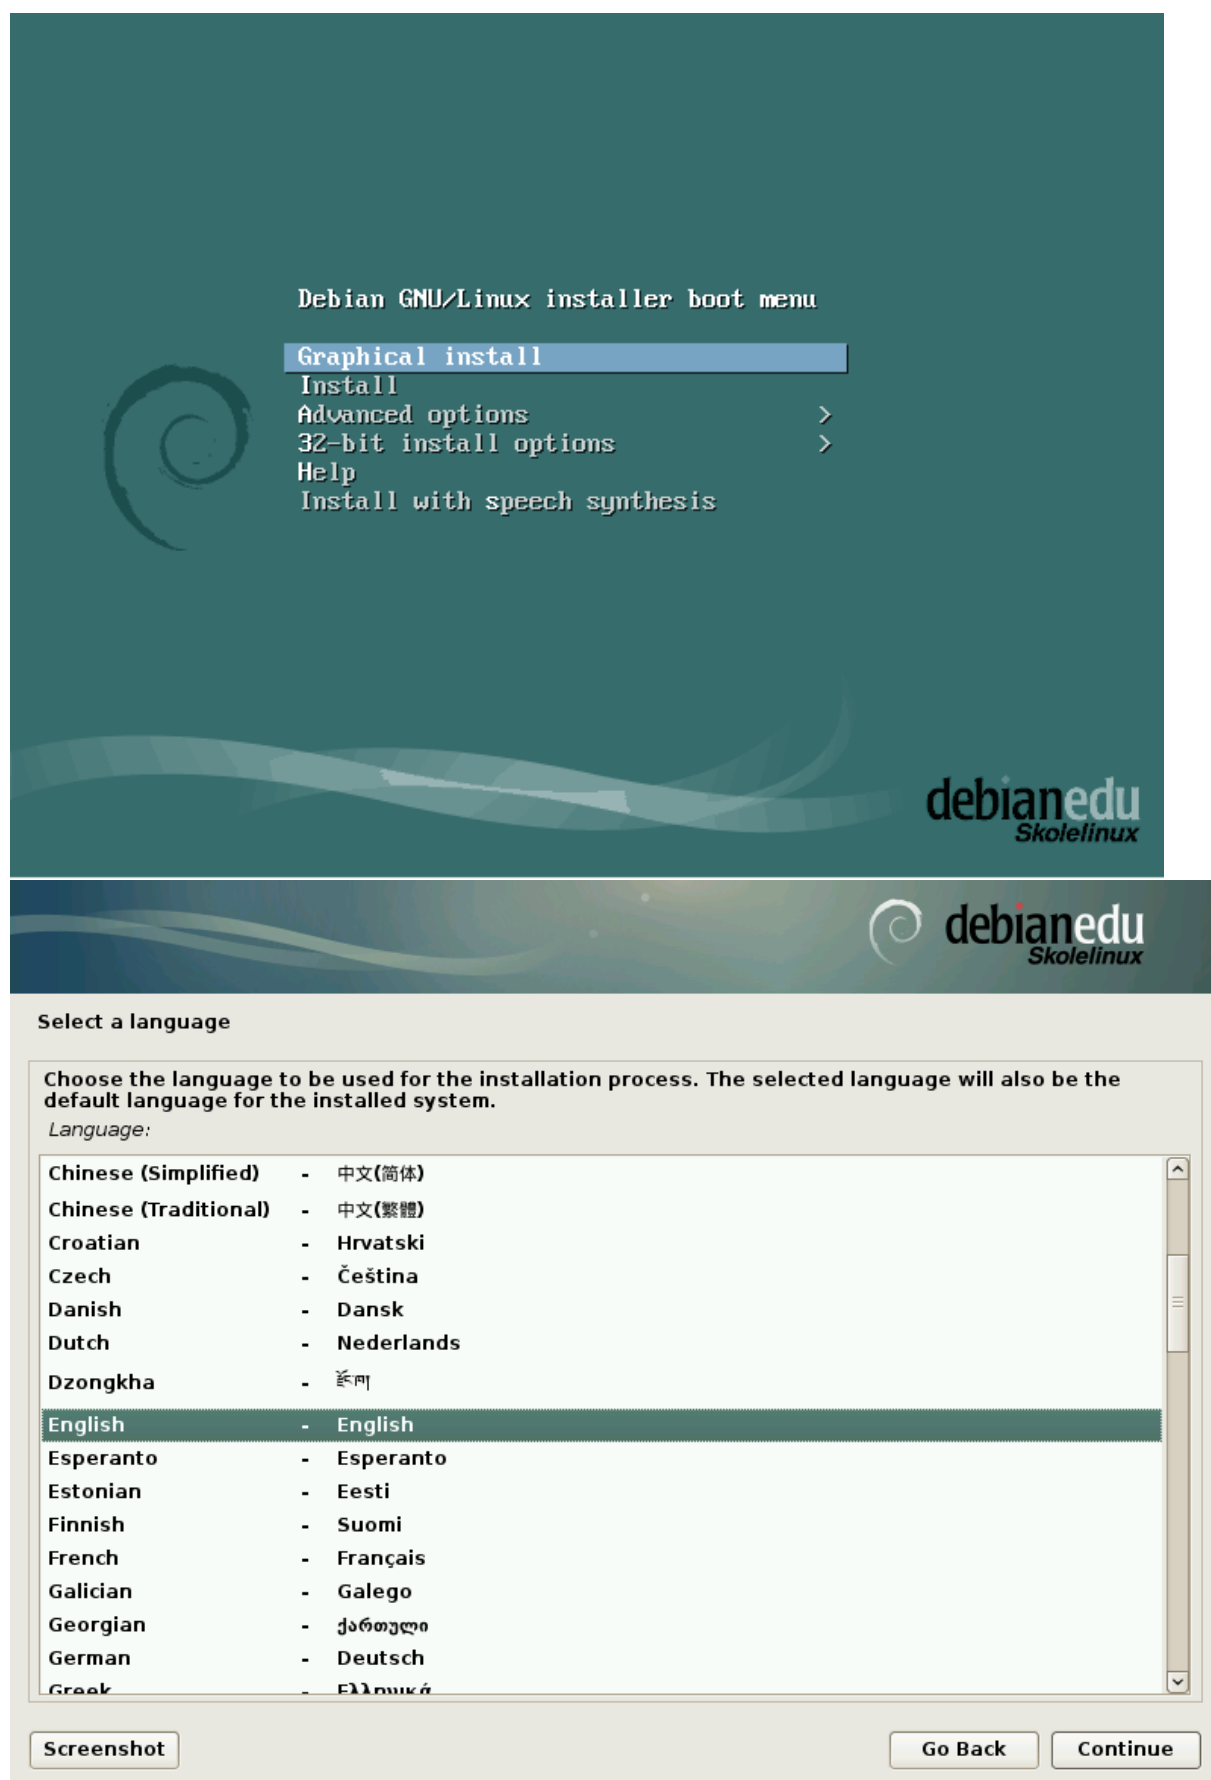 Debian GNU/Linux installer boot menu
Graphical install
Install
Advanced options >
32-bit install options >
Help
Install with speech synthesis
debianedu
Skolelinux
debianedu
Skolelinux
Select a language
Choose the language to be used for the installation process. The selected language will also be the
default language for the installed system.
Language:
Chinese (Simplified) - 中文(简体)
Chinese (Traditional) - 中文(繁體)
Croatian - Hrvatski
Czech - Čeština
Danish - Dansk
Dutch - Nederlands
Dzongkha - རྫོང་ཁ།
English - English
Esperanto - Esperanto
Estonian - Eesti
Finnish - Suomi
French - Français
Galician - Galego
Georgian - ქართული
German - Deutsch
Greek - Ελληνικά
Screenshot Go Back Continue